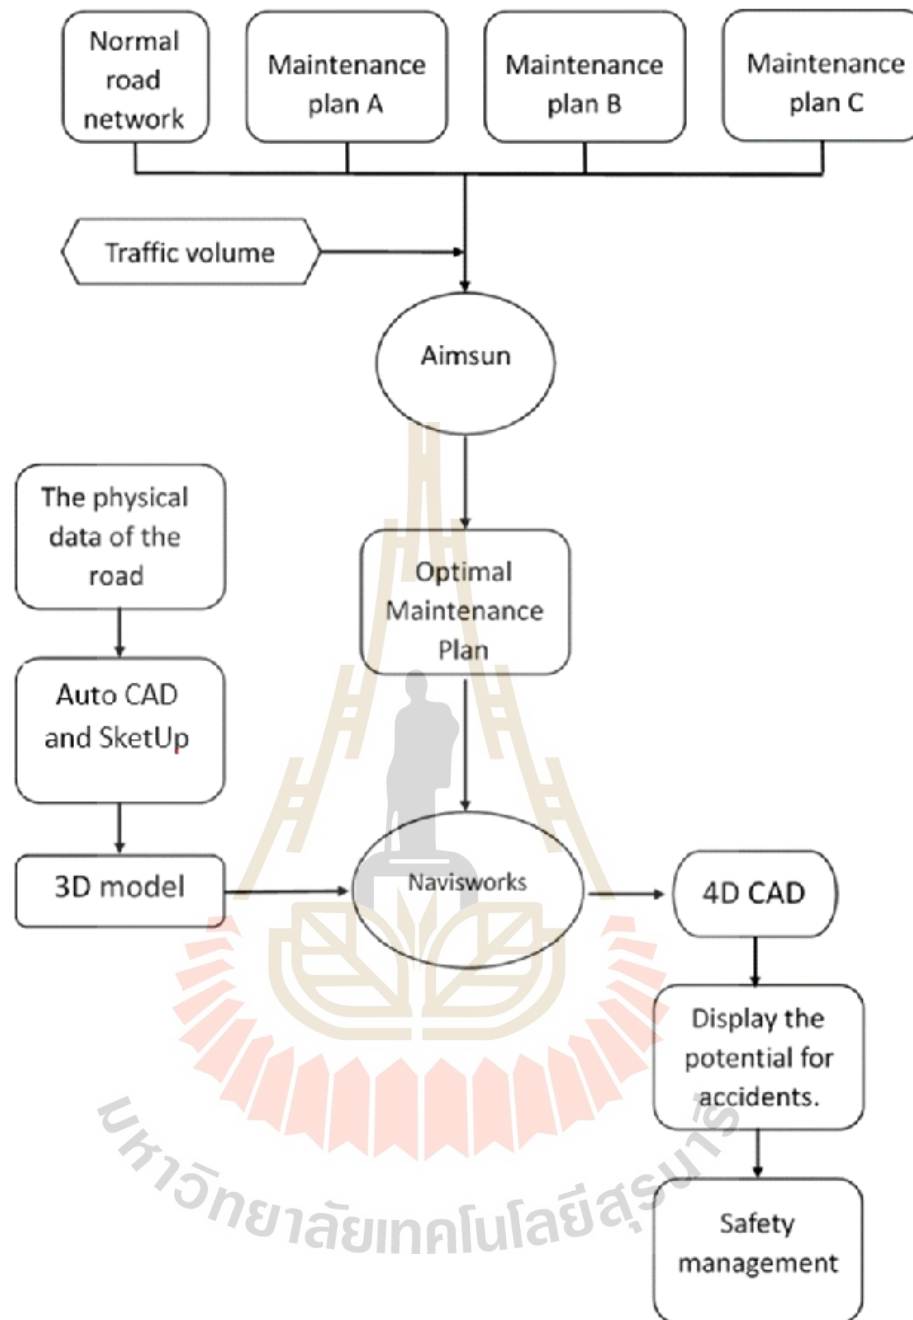 Normal
road
network
Maintenance
plan A
Maintenance
plan B
Maintenance
plan C
Traffic volume
Aimsun
The physical
data of the
road
Optimal
Maintenance
Plan
Auto CAD
and SketUp
3D model
Navisworks
4D CAD
Display the
potential for
accidents.
Safety
management
มหาวิทยาลัยเทคโนโลยีสุรนารี